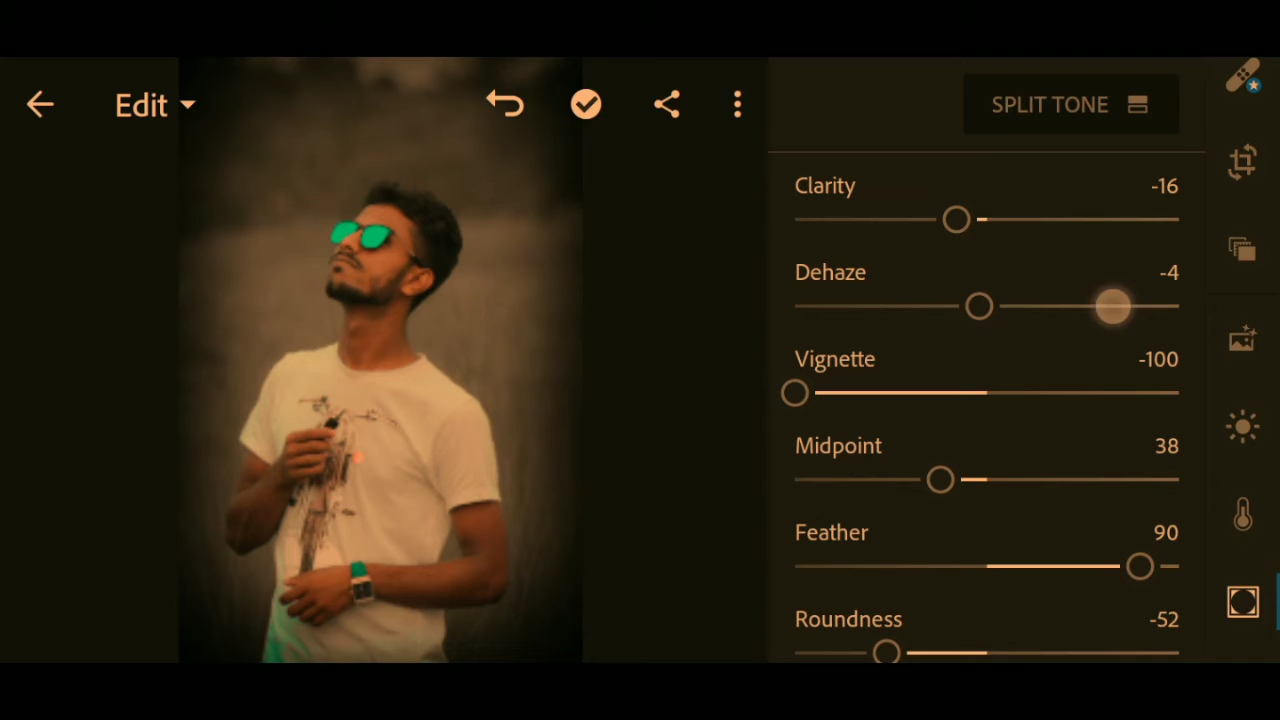 Edit
SPLIT TONE
Clarity -16
Dehaze -4
Vignette -100
Midpoint 38
Feather 90
Roundness -52